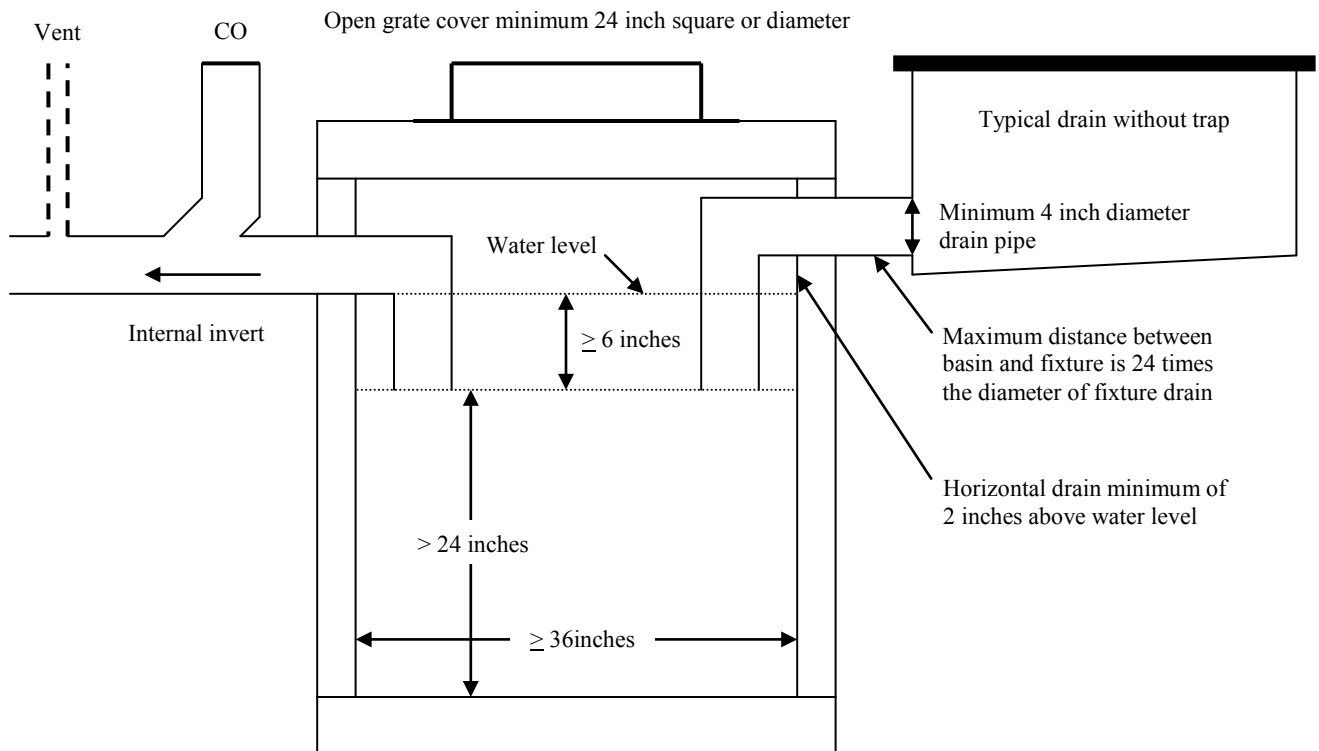 Open grate cover minimum 24 inch square or diameter
Vent
CO
Typical drain without trap
Minimum 4 inch diameter
drain pipe
Water level
Internal invert
≥ 6 inches
Maximum distance between
basin and fixture is 24 times
the diameter of fixture drain
Horizontal drain minimum of
2 inches above water level
> 24 inches
≥ 36inches